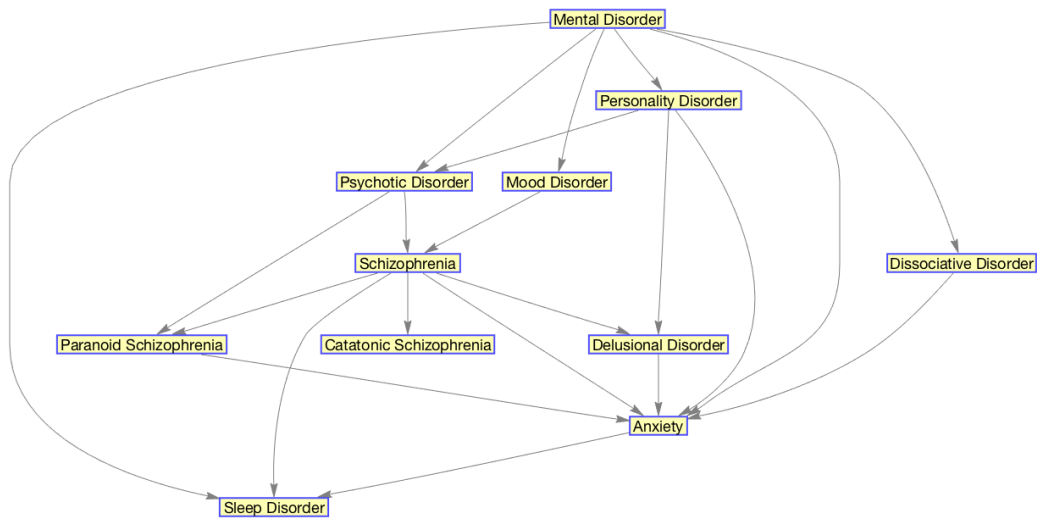 Mental Disorder
Personality Disorder
Psychotic Disorder
Mood Disorder
Schizophrenia
Dissociative Disorder
Paranoid Schizophrenia
Catatonic Schizophrenia
Delusional Disorder
Anxiety
Sleep Disorder